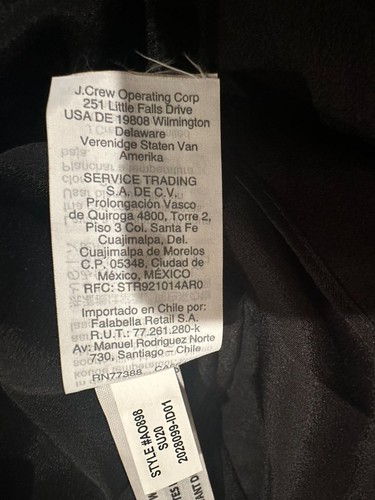 J.Crew Operating Corp
251 Little Falls Drive
USA DE 19808 Wilmington
Delaware
Verenidge Staten Van
Amerika
SERVICE TRADING
S.A. DE C.V.
Prolongación Vasco
de Quiroga 4800, Torre 2,
Piso 3 Col. Santa Fe
Cuajimalpa, Del.
Cuajimalpa de Morelos
C.P. 05348, Ciudad de
México, MÉXICO
RFC: STR921014AR0
Importado en Chile por:
Falabella Retail S.A.
R.U.T.: 77.261.280-k
Av: Manuel Rodriguez Norte
730, Santiago – Chile
RN77388
STYLE #AO898
SU20
2028099-ID01